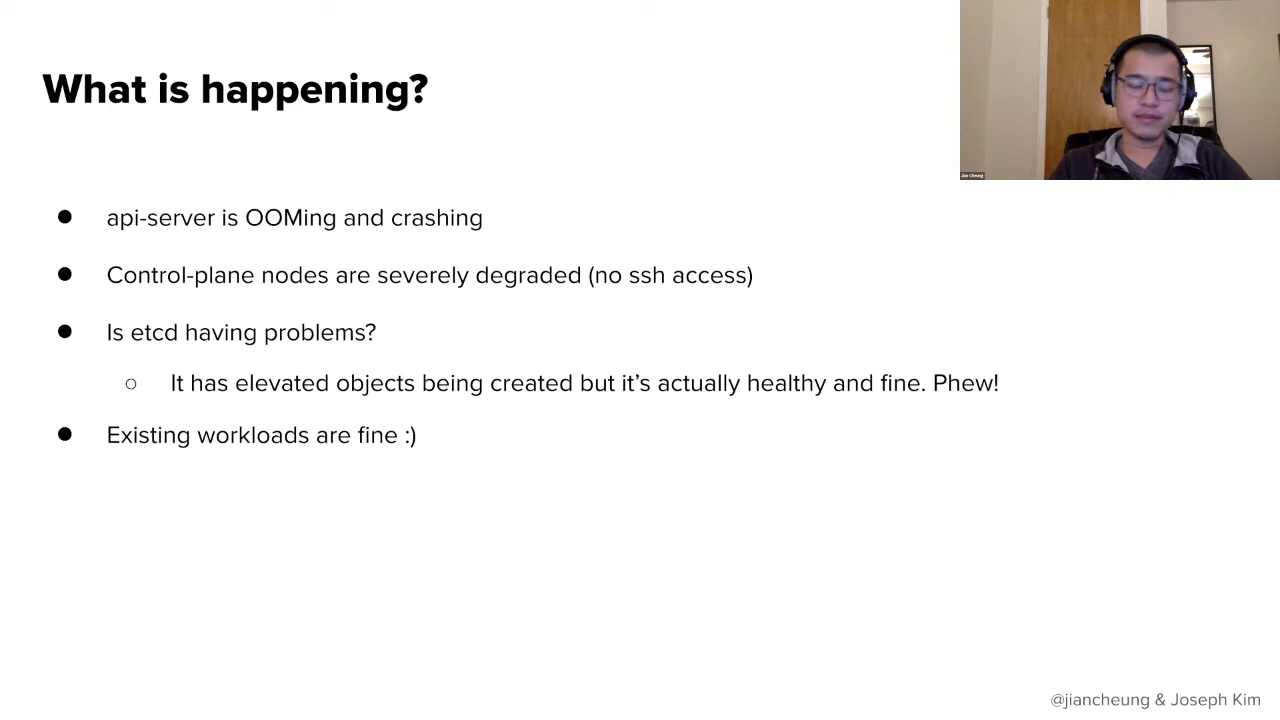 What is happening?
Jian Cheung
● api-server is OOMing and crashing
● Control-plane nodes are severely degraded (no ssh access)
● Is etcd having problems?
○ It has elevated objects being created but it’s actually healthy and fine. Phew!
● Existing workloads are fine :)
@jiancheung & Joseph Kim